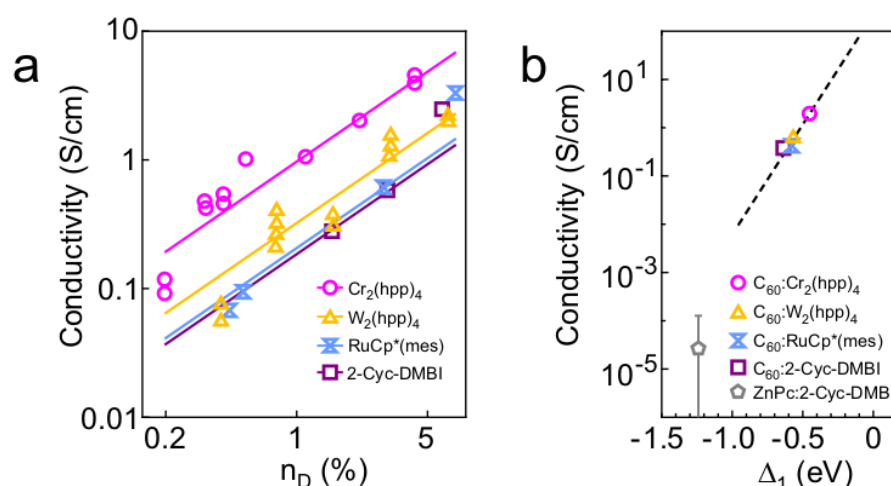 a
Conductivity (S/cm)
10
1
0.1
0.01
0.2
1
5
n_D (%)
Cr₂(hpp)₄
W₂(hpp)₄
RuCp*(mes)
2-Cyc-DMBI
b
Conductivity (S/cm)
10¹
10⁻¹
10⁻³
10⁻⁵
-1.5
-1.0
-0.5
0
Δ₁ (eV)
C₆₀:Cr₂(hpp)₄
C₆₀:W₂(hpp)₄
C₆₀:RuCp*(mes)
C₆₀:2-Cyc-DMBI
ZnPc:2-Cyc-DMB